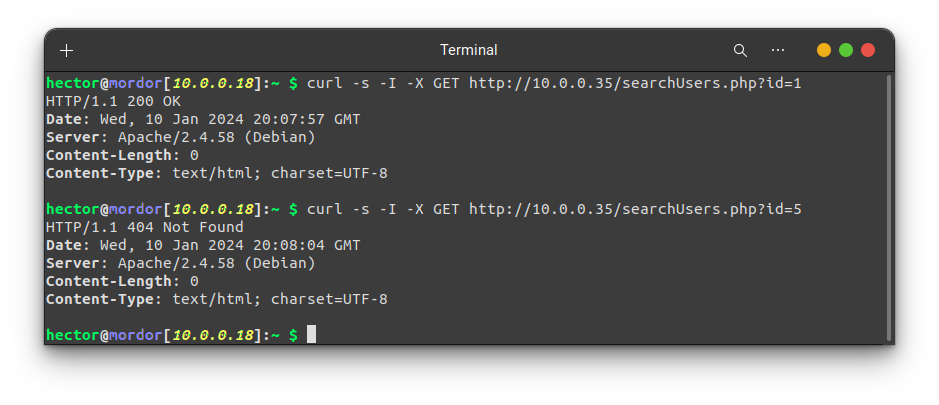 Terminal
hector@mordor[10.0.0.18]:~ $ curl -s -I -X GET http://10.0.0.35/searchUsers.php?id=1
HTTP/1.1 200 OK
Date: Wed, 10 Jan 2024 20:07:57 GMT
Server: Apache/2.4.58 (Debian)
Content-Length: 0
Content-Type: text/html; charset=UTF-8
hector@mordor[10.0.0.18]:~ $ curl -s -I -X GET http://10.0.0.35/searchUsers.php?id=5
HTTP/1.1 404 Not Found
Date: Wed, 10 Jan 2024 20:08:04 GMT
Server: Apache/2.4.58 (Debian)
Content-Length: 0
Content-Type: text/html; charset=UTF-8
hector@mordor[10.0.0.18]:~ $